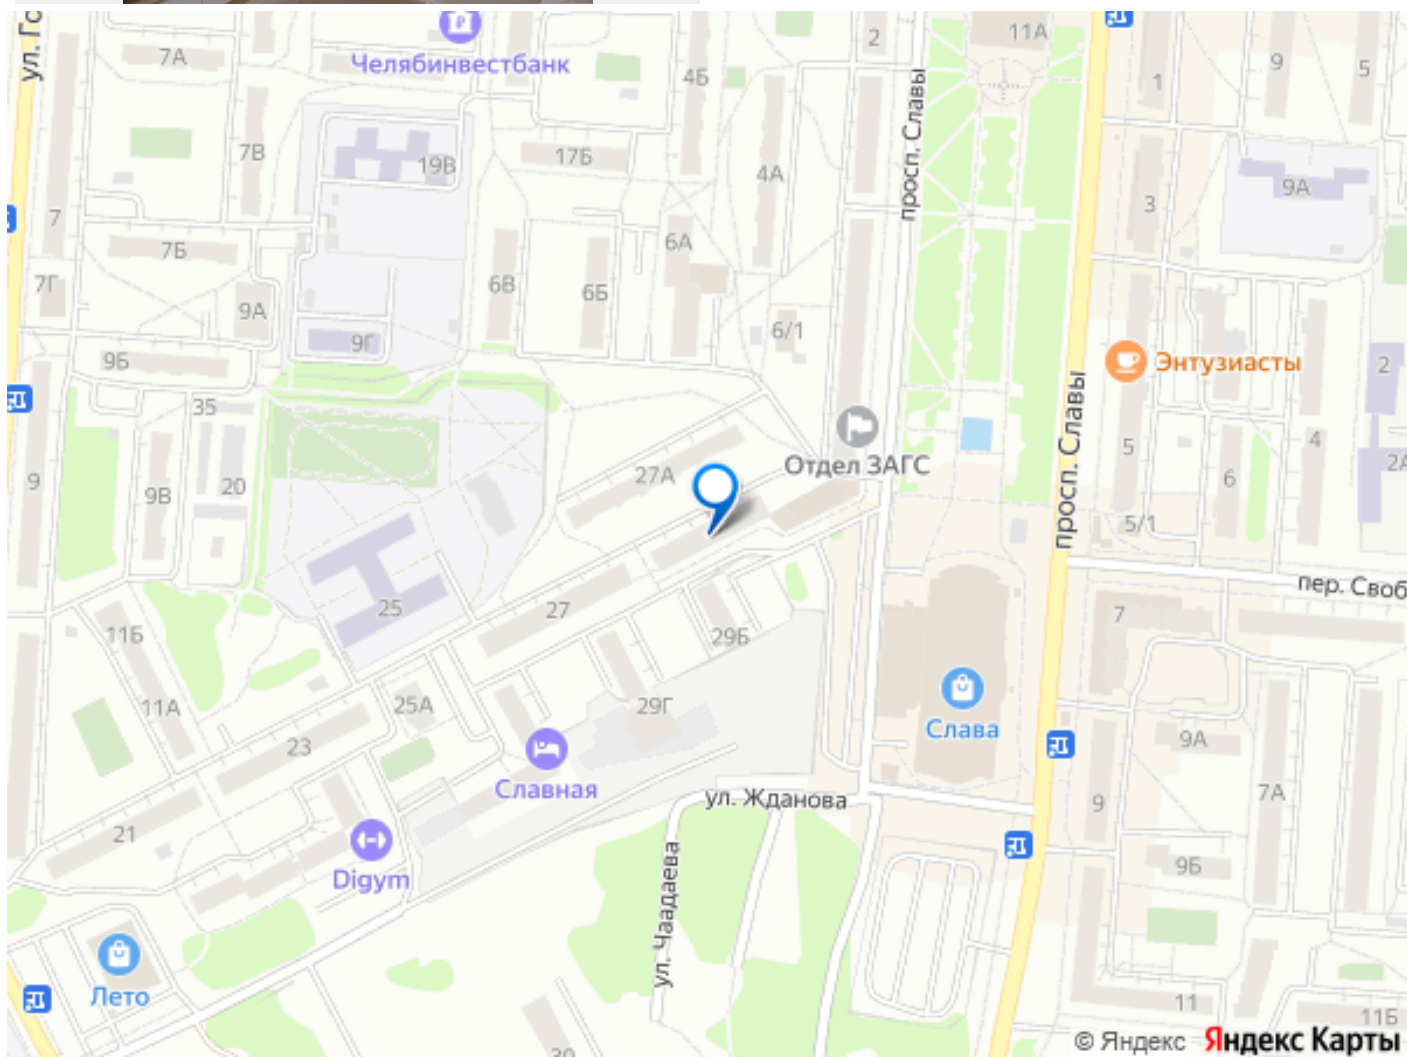 ул. Го
7А
Челябинвестбанк
4Б
2
11А
1
9
5
7В
19В
17Б
4А
просп. Славы
9А
3
7
7Б
6А
7Г
9А
6В
6Б
6/1
9Г
9Б
Энтузиасты
2
35
просп. Славы
Отдел ЗАГС
5
4
2А
9
9В
20
27А
6
5/1
25
27
пер. Своб
11Б
29Б
7
11А
25А
29Г
23
Слава
9А
Славная
ул. Жданова
9
7А
21
Digym
9Б
ул. Чаадаева
Лето
11
11Б
30
© Яндекс Яндекс Карты